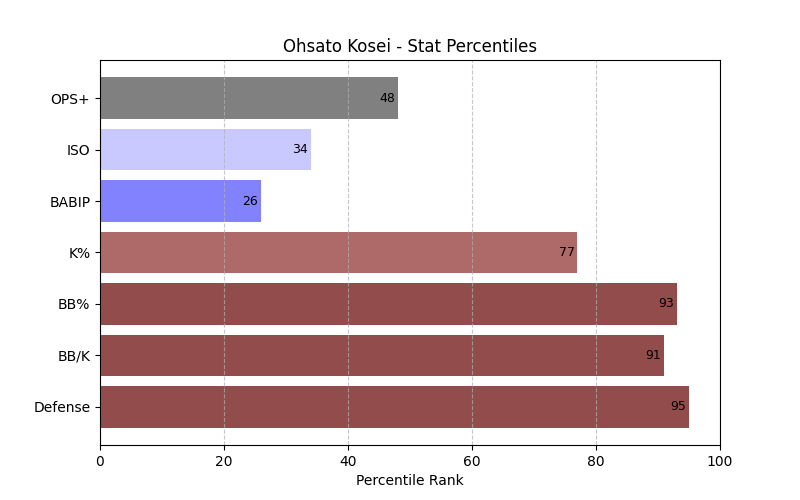 Ohsato Kosei - Stat Percentiles
OPS+ 48
ISO 34
BABIP 26
K% 77
BB% 93
BB/K 91
Defense 95
0 20 40 60 80 100
Percentile Rank